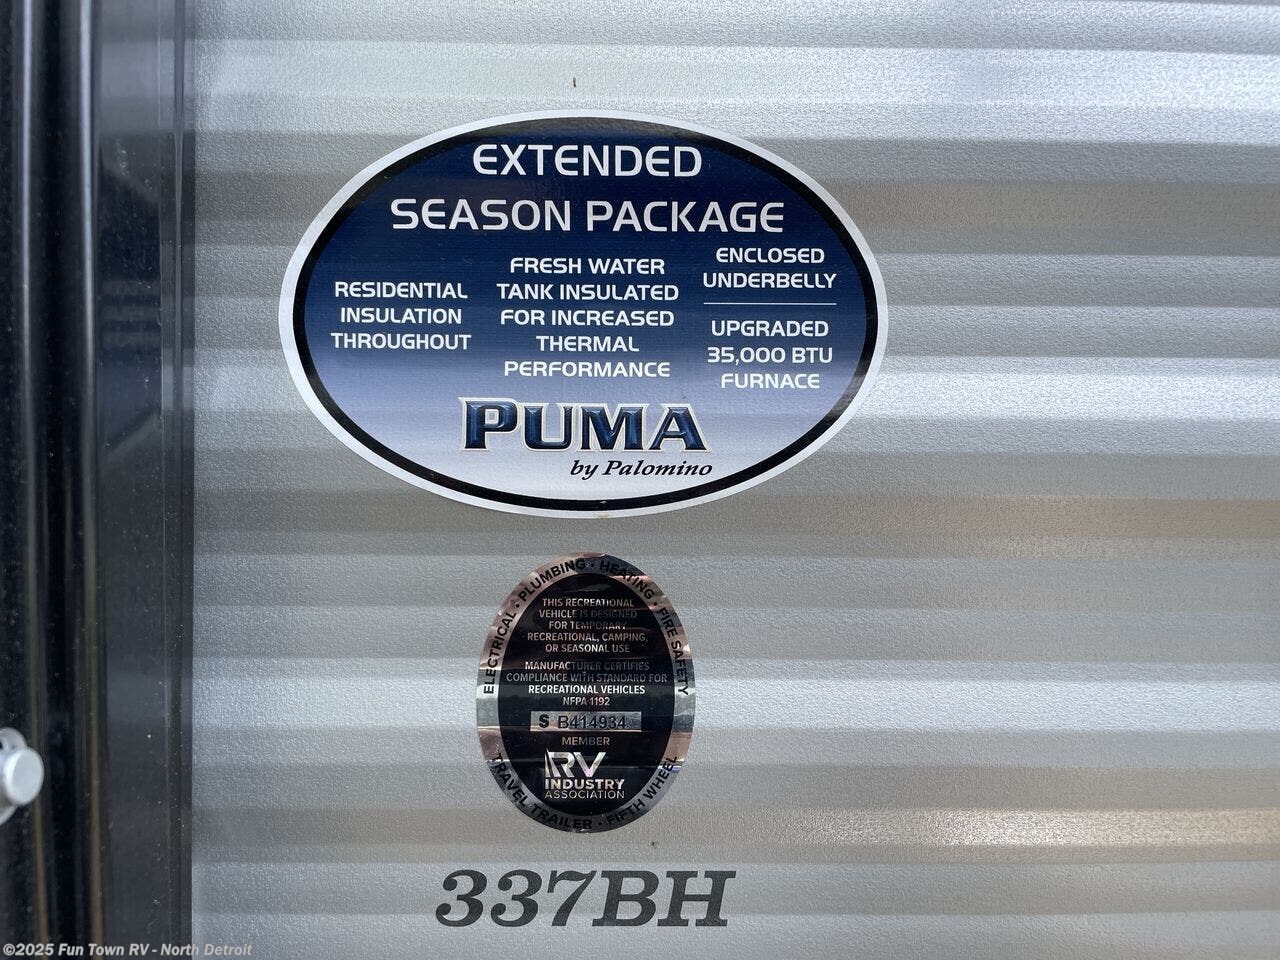 EXTENDED
SEASON PACKAGE
RESIDENTIAL
INSULATION
THROUGHOUT
FRESH WATER
TANK INSULATED
FOR INCREASED
THERMAL
PERFORMANCE
ENCLOSED
UNDERBELLY
UPGRADED
35,000 BTU
FURNACE
PUMA
by Palomino
ELECTRICAL • PLUMBING • HEATING • FIRE SAFETY
THIS RECREATIONAL
VEHICLE IS DESIGNED
FOR TEMPORARY
RECREATIONAL, CAMPING,
OR SEASONAL USE
MANUFACTURER CERTIFIES
COMPLIANCE WITH STANDARD FOR
RECREATIONAL VEHICLES
NFPA 1192
S B414934
MEMBER
RV
INDUSTRY
ASSOCIATION
TRAVEL TRAILER • FIFTH WHEEL
337BH
©2025 Fun Town RV - North Detroit